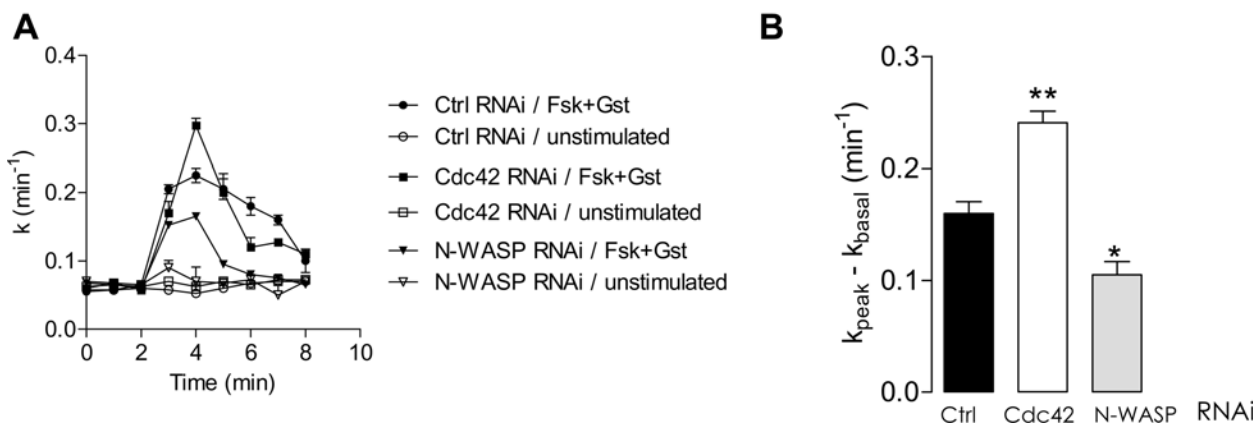 A
k (min-1)
0.4
0.3
0.2
0.1
0.0
0 2 4 6 8 10
Time (min)
Ctrl RNAi / Fsk+Gst
Ctrl RNAi / unstimulated
Cdc42 RNAi / Fsk+Gst
Cdc42 RNAi / unstimulated
N-WASP RNAi / Fsk+Gst
N-WASP RNAi / unstimulated
B
kpeak - kbasal (min-1)
0.3
0.2
0.1
0.0
**
*
Ctrl Cdc42 N-WASP RNAi